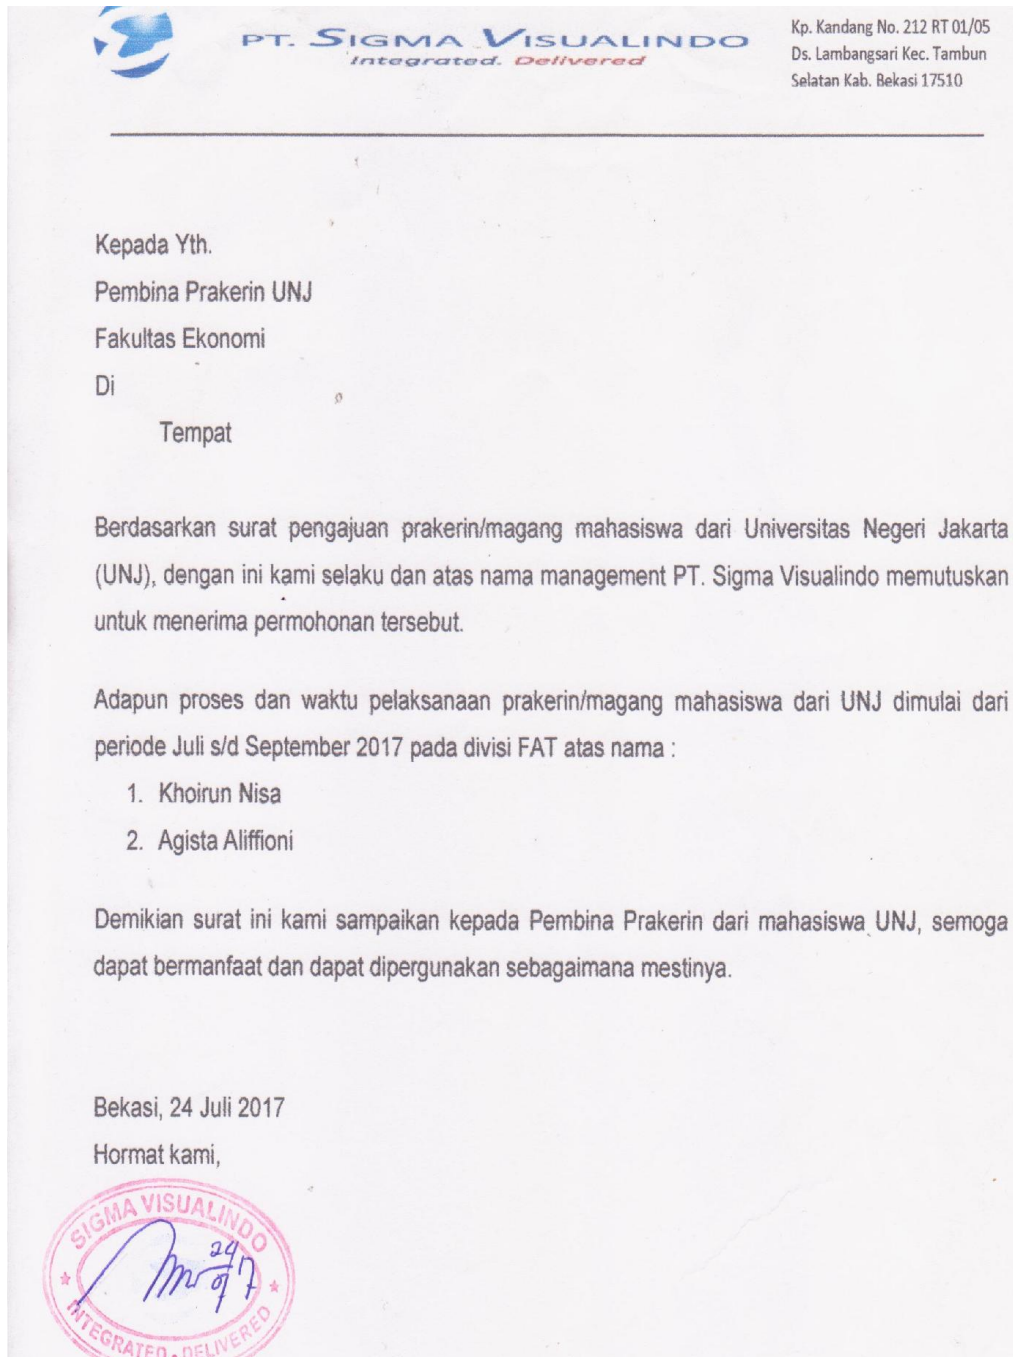 PT. SIGMA VISUALINDO
Integrated. Delivered
Kp. Kandang No. 212 RT 01/05
Ds. Lambangsari Kec. Tambun
Selatan Kab. Bekasi 17510
Kepada Yth.
Pembina Prakerin UNJ
Fakultas Ekonomi
Di
Tempat
Berdasarkan surat pengajuan prakerin/magang mahasiswa dari Universitas Negeri Jakarta
(UNJ), dengan ini kami selaku dan atas nama management PT. Sigma Visualindo memutuskan
untuk menerima permohonan tersebut.
Adapun proses dan waktu pelaksanaan prakerin/magang mahasiswa dari UNJ dimulai dari
periode Juli s/d September 2017 pada divisi FAT atas nama :
1. Khoirun Nisa
2. Agista Aliffioni
Demikian surat ini kami sampaikan kepada Pembina Prakerin dari mahasiswa UNJ, semoga
dapat bermanfaat dan dapat dipergunakan sebagaimana mestinya.
Bekasi, 24 Juli 2017
Hormat kami,
SIGMA VISUALINDO
INTEGRATED - DELIVERED